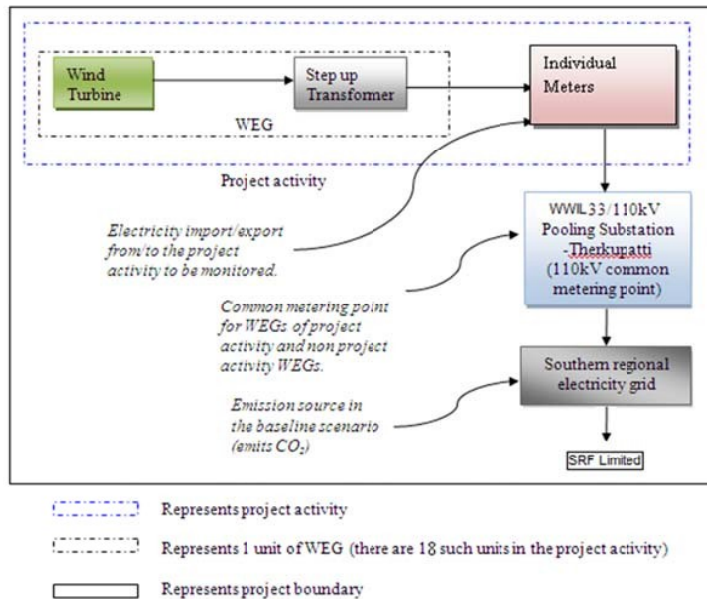 Wind
Turbine
Step up
Transformer
WEG
Individual
Meters
Project activity
Electricity import/export
from/to the project
activity to be monitored.
WWIL 33/110kV
Pooling Substation
-Therkupatti
(110kV common
metering point)
Common metering point
for WEGs of project
activity and non project
activity WEGs.
Southern regional
electricity grid
Emission source in
the baseline scenario
(emits CO₂)
SRF Limited
Represents project activity
Represents 1 unit of WEG (there are 18 such units in the project activity)
Represents project boundary